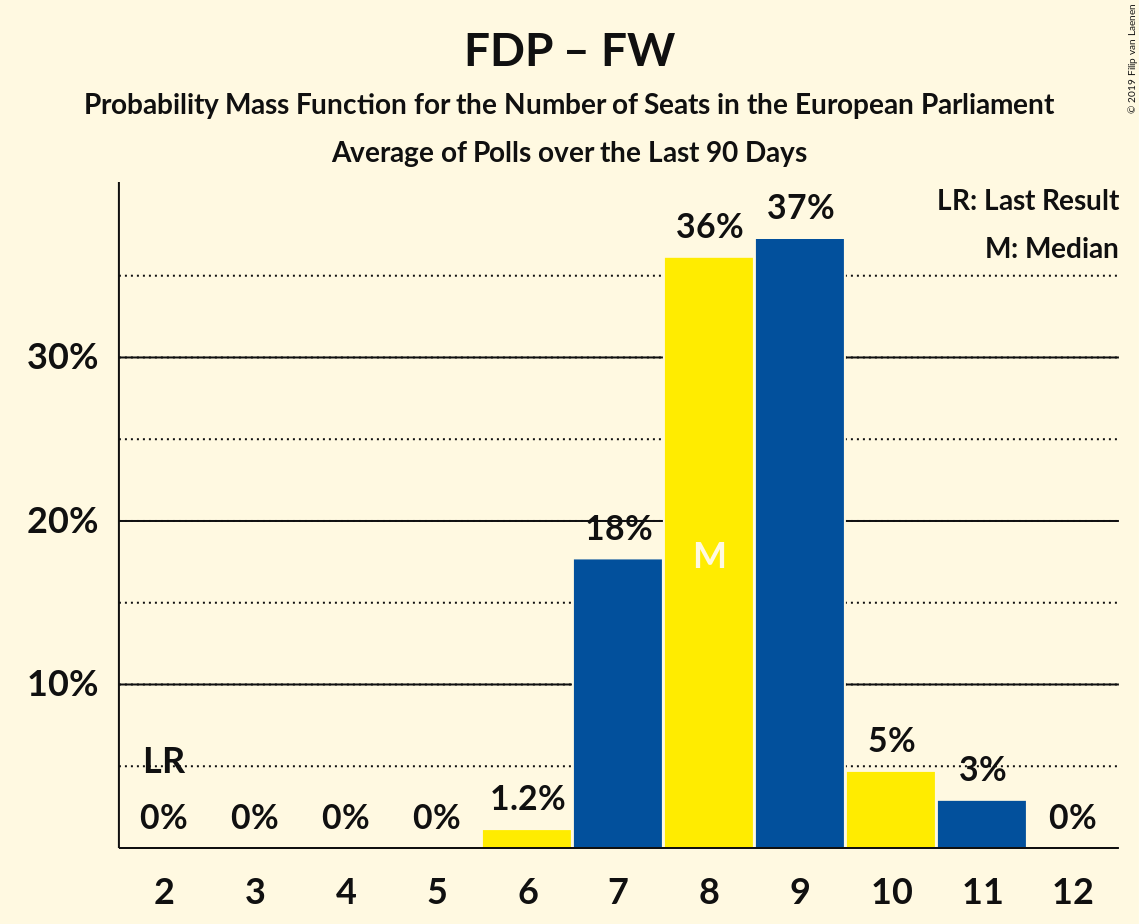 FDP – FW
Probability Mass Function for the Number of Seats in the European Parliament
Average of Polls over the Last 90 Days
© 2019 Filip van Laenen
LR: Last Result
M: Median
37%
36%
30%
20%
18%
M
10%
LR
5%
3%
1.2%
0% 0% 0% 0% 0%
2 3 4 5 6 7 8 9 10 11 12